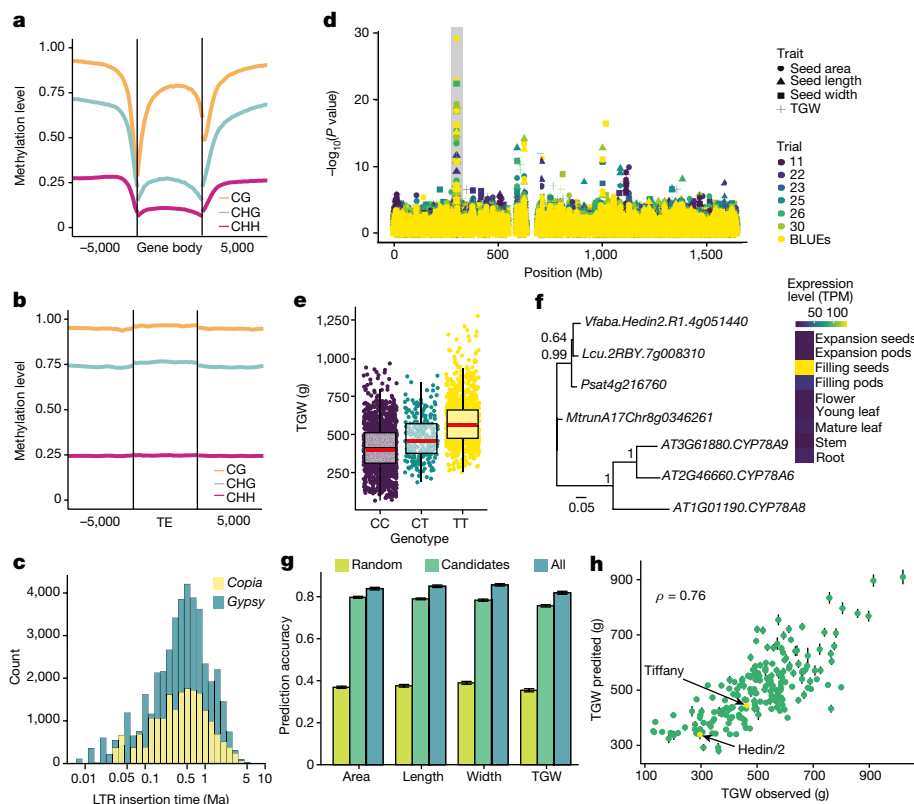 a
1.00
0.75
0.50
0.25
0
Methylation level
CG
CHG
CHH
−5,000
Gene body
5,000
b
1.00
0.75
0.50
0.25
0
Methylation level
CG
CHG
CHH
−5,000
TE
5,000
c
Copia
Gypsy
4,000
3,000
2,000
1,000
0
Count
0.01
0.05
0.1
0.5
1
5
10
LTR insertion time (Ma)
d
30
20
10
0
−log10(P value)
0
500
1,000
1,500
Position (Mb)
Trait
Seed area
Seed length
Seed width
TGW
Trial
11
22
23
25
26
30
BLUEs
e
1,250
1,000
750
500
250
TGW (g)
CC
CT
TT
Genotype
f
Vfaba.Hedin2.R1.4g051440
0.64
0.99
Lcu.2RBY.7g008310
Psat4g216760
MtrunA17Chr8g0346261
AT3G61880.CYP78A9
1
AT2G46660.CYP78A6
1
AT1G01190.CYP78A8
0.05
Expression
level (TPM)
50 100
Expansion seeds
Expansion pods
Filling seeds
Filling pods
Flower
Young leaf
Mature leaf
Stem
Root
g
Random
Candidates
All
0.8
0.6
0.4
0
Prediction accuracy
Area
Length
Width
TGW
h
900
700
500
300
TGW predited (g)
ρ = 0.76
Tiffany
Hedin/2
100
300
500
700
900
TGW observed (g)